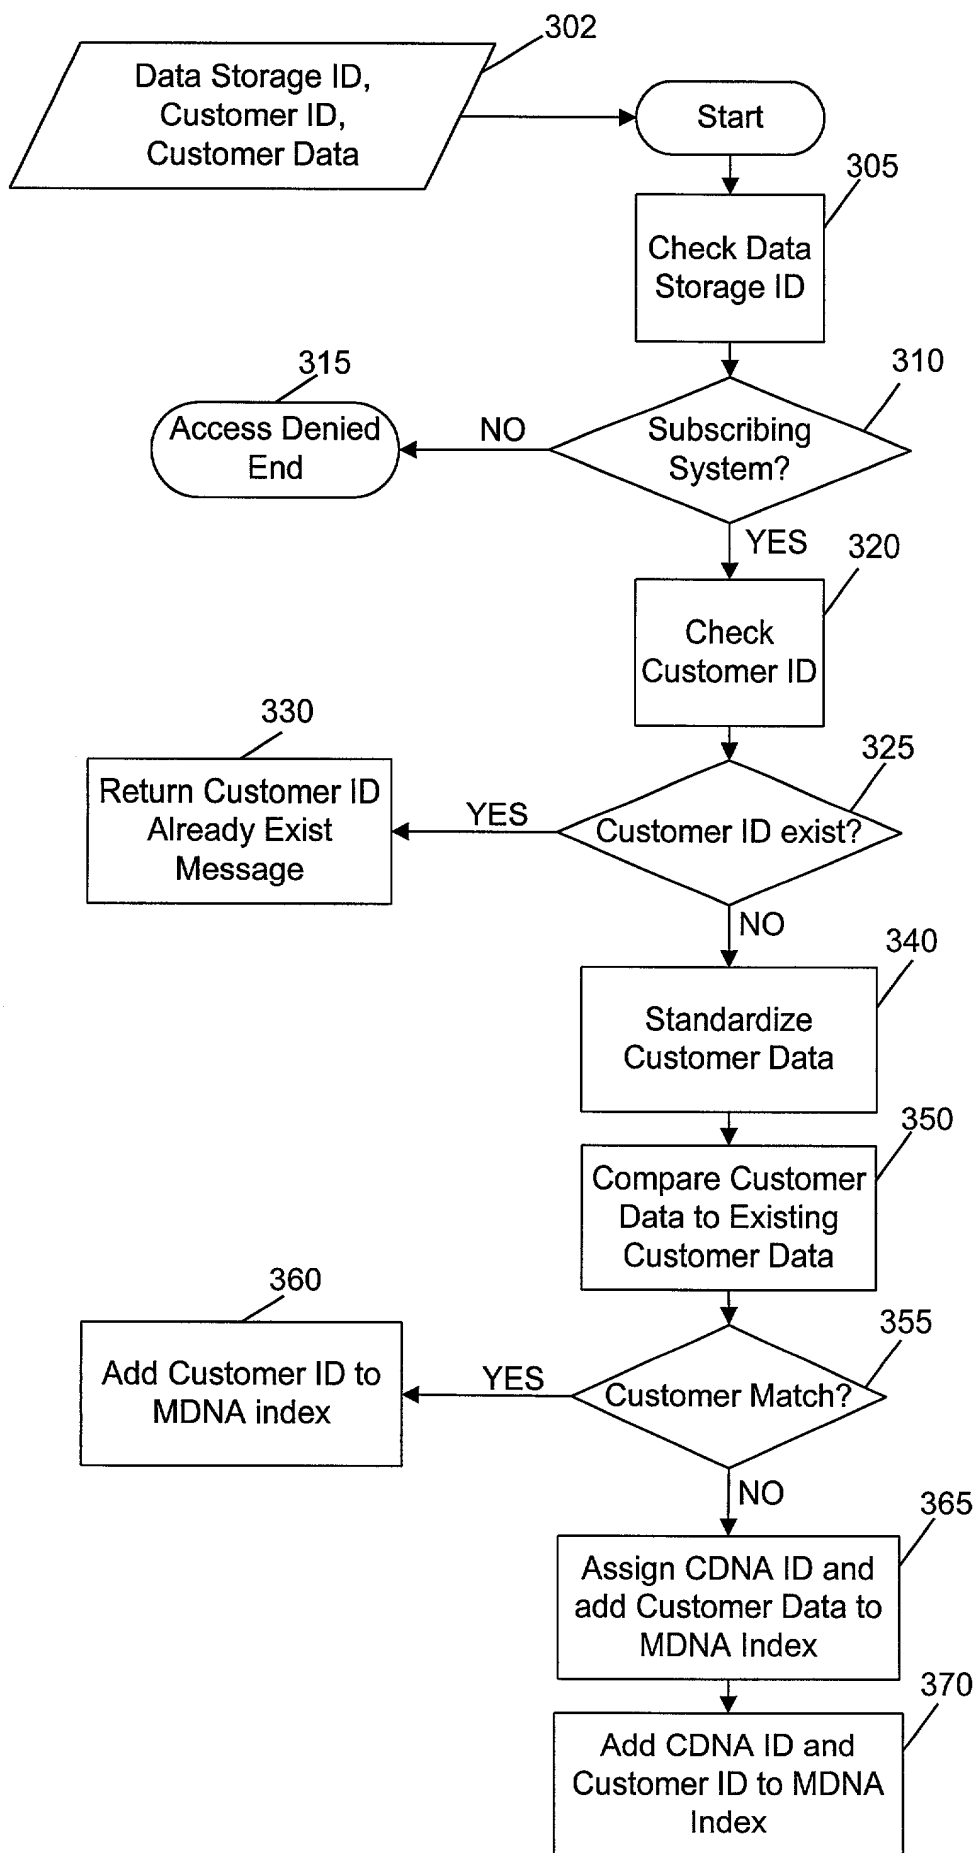 302
Data Storage ID,
Customer ID,
Customer Data
Start
305
Check Data
Storage ID
315
310
Access Denied
End
NO
Subscribing
System?
YES
320
Check
Customer ID
330
325
Return Customer ID
Already Exist
Message
YES
Customer ID exist?
NO
340
Standardize
Customer Data
350
Compare Customer
Data to Existing
Customer Data
360
355
Add Customer ID to
MDNA index
YES
Customer Match?
NO
365
Assign CDNA ID and
add Customer Data to
MDNA Index
370
Add CDNA ID and
Customer ID to MDNA
Index